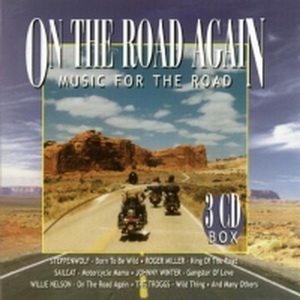 ON THE ROAD AGAIN
MUSIC FOR THE ROAD
3 CD
BOX
STEPPENWOLF - Born To Be Wild • ROGER MILLER - King Of The Road
SAILCAT - Motorcycle Mama • JOHNNY WINTER - Gangster Of Love
WILLIE NELSON - On The Road Again • THE TROGGS - Wild Thing • And Many Others